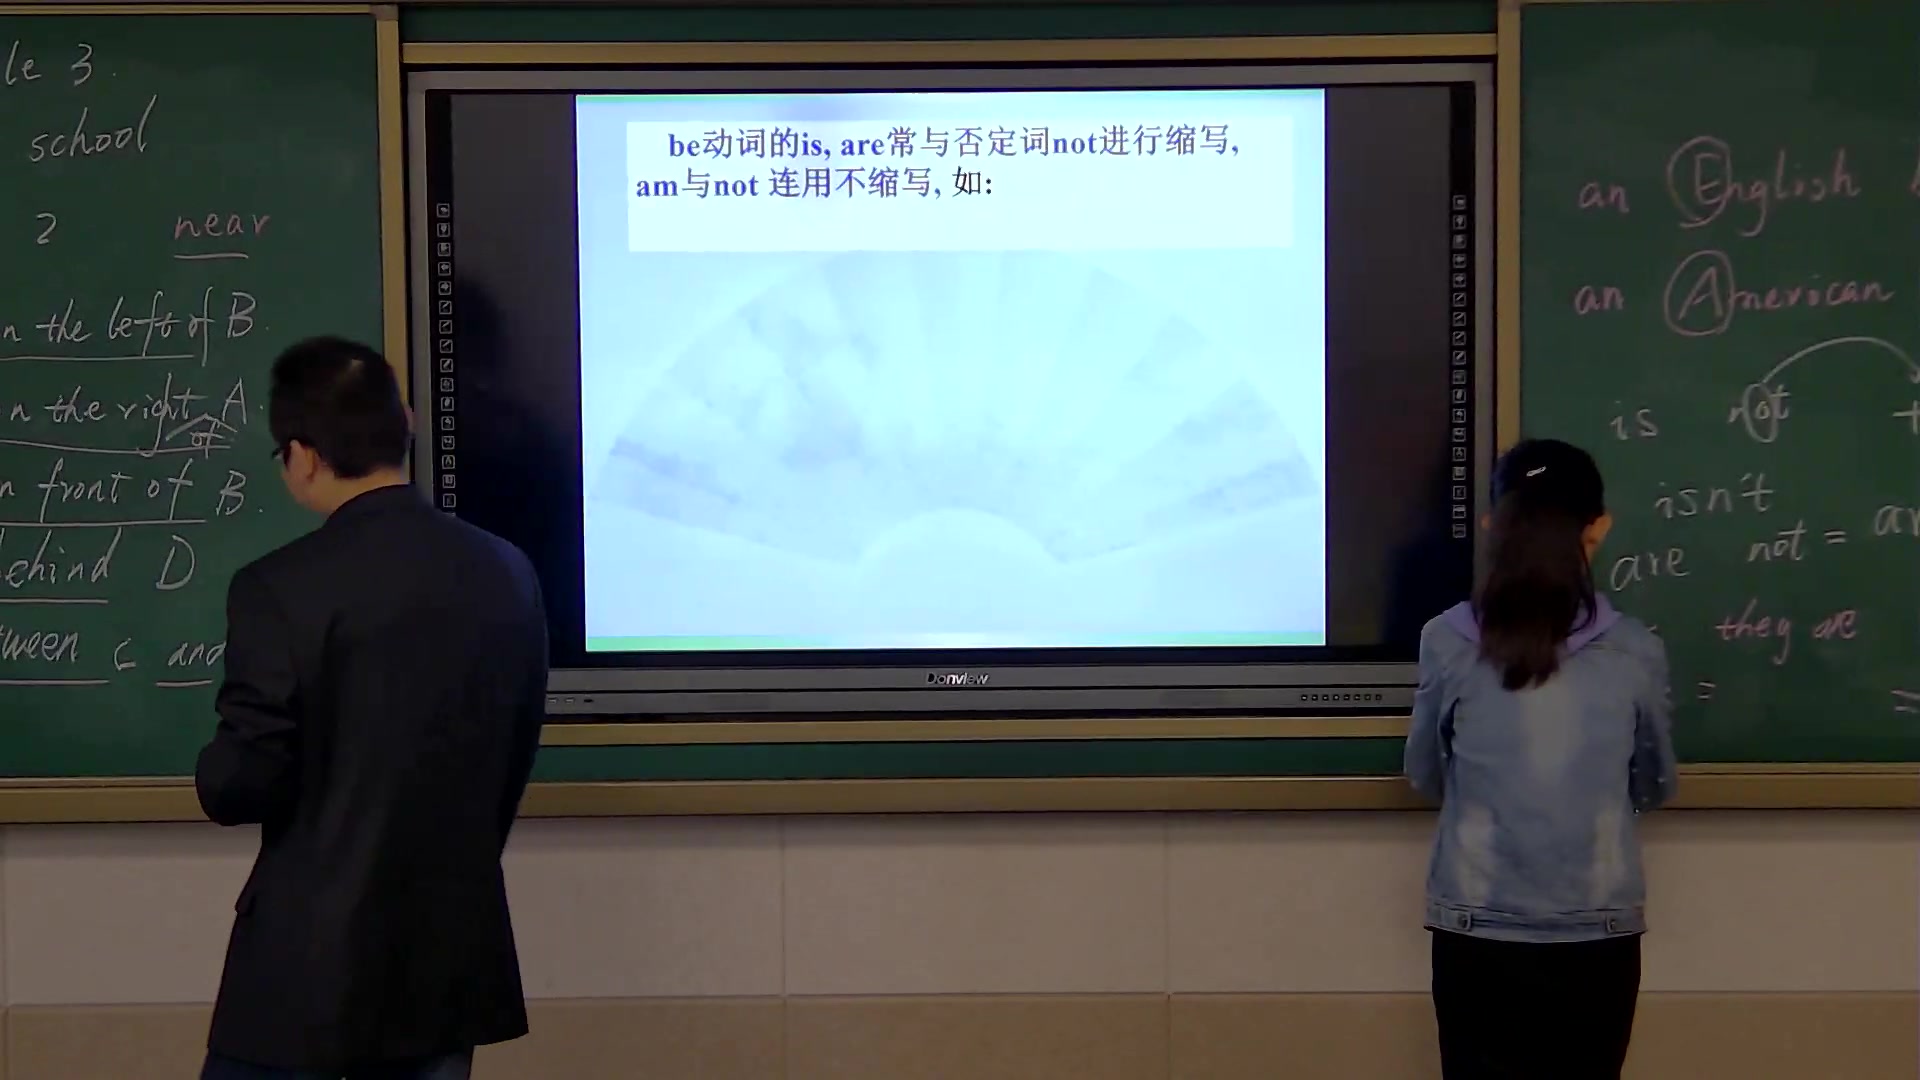 le 3
school
2 near
n the left of B.
n the right A.
of
n front of B.
ehind D
tween c and
be动词的is, are常与否定词not进行缩写,
am与not 连用不缩写, 如:
Donview
an English
an American
is not
isn't
are not = ar
they are
=
=